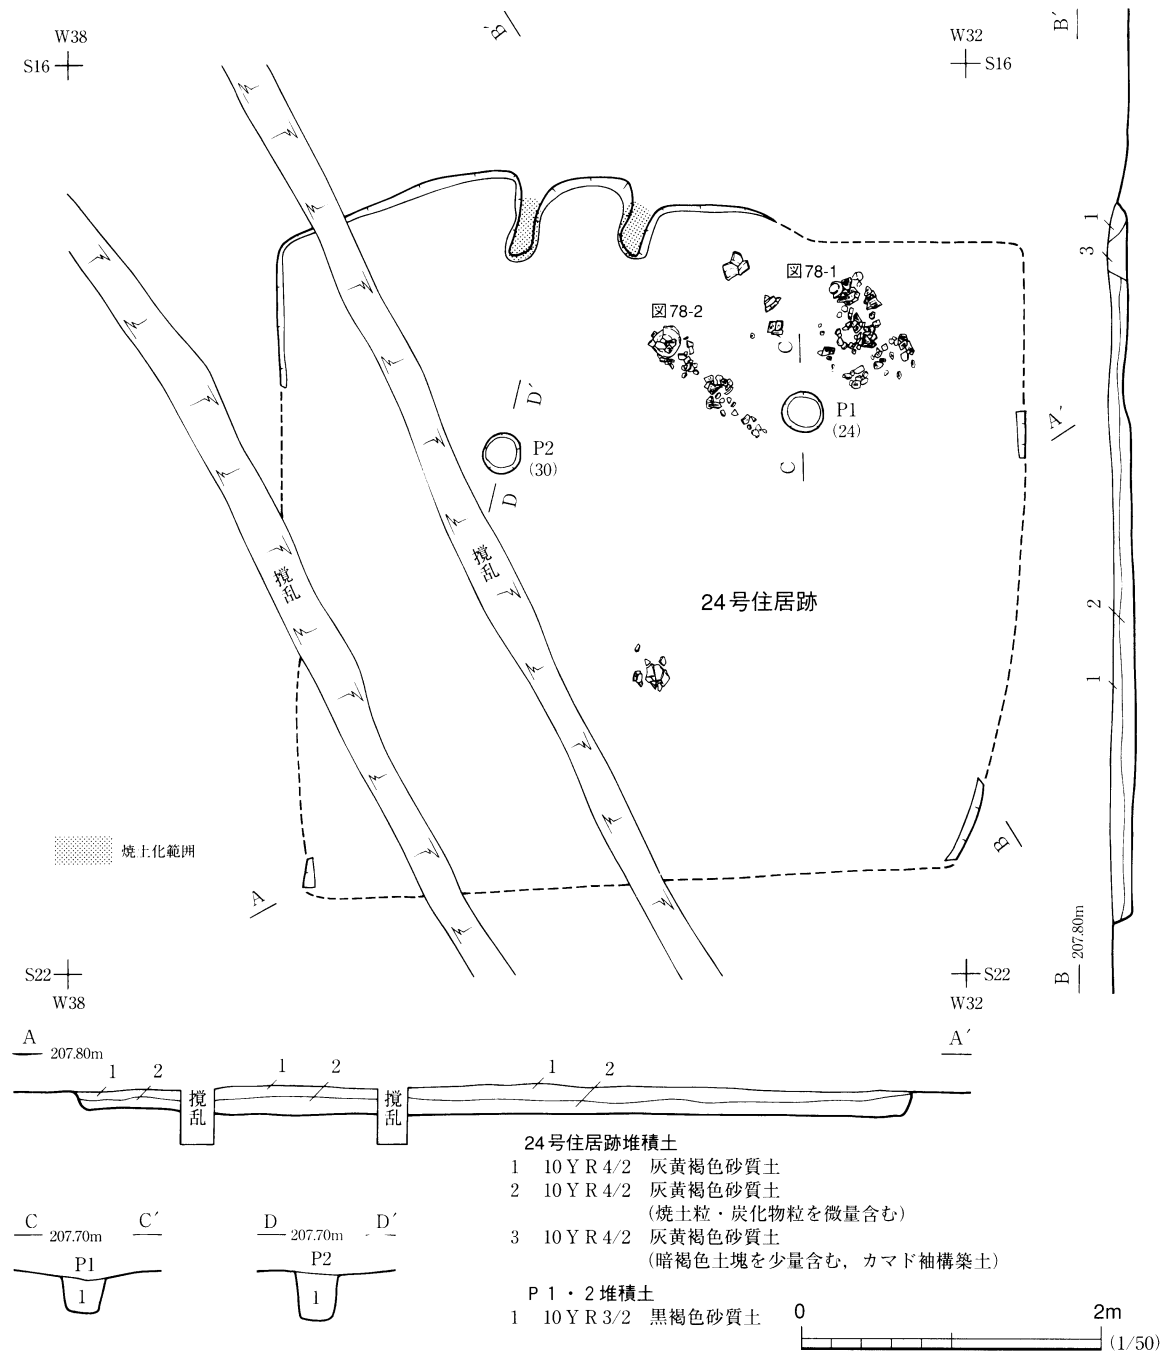 W38
S16
B′
W32
S16
B′
1
3
図78-1
図78-2
C′
P1
(24)
A′
D′
P2
(30)
D
C
撹乱
撹乱
24号住居跡
2
1
焼土化範囲
A
B
B 207.80m
S22
W38
S22
W32
A 207.80m
A′
1 2 1 2 1 2
撹乱
撹乱
24号住居跡堆積土
1 10YR4/2 灰黄褐色砂質土
2 10YR4/2 灰黄褐色砂質土
(焼土粒・炭化物粒を微量含む)
3 10YR4/2 灰黄褐色砂質土
(暗褐色土塊を少量含む，カマド袖構築土)
P1・2堆積土
1 10YR3/2 黒褐色砂質土
C 207.70m C′
P1
1
D 207.70m D′
P2
1
0 2m
(1/50)